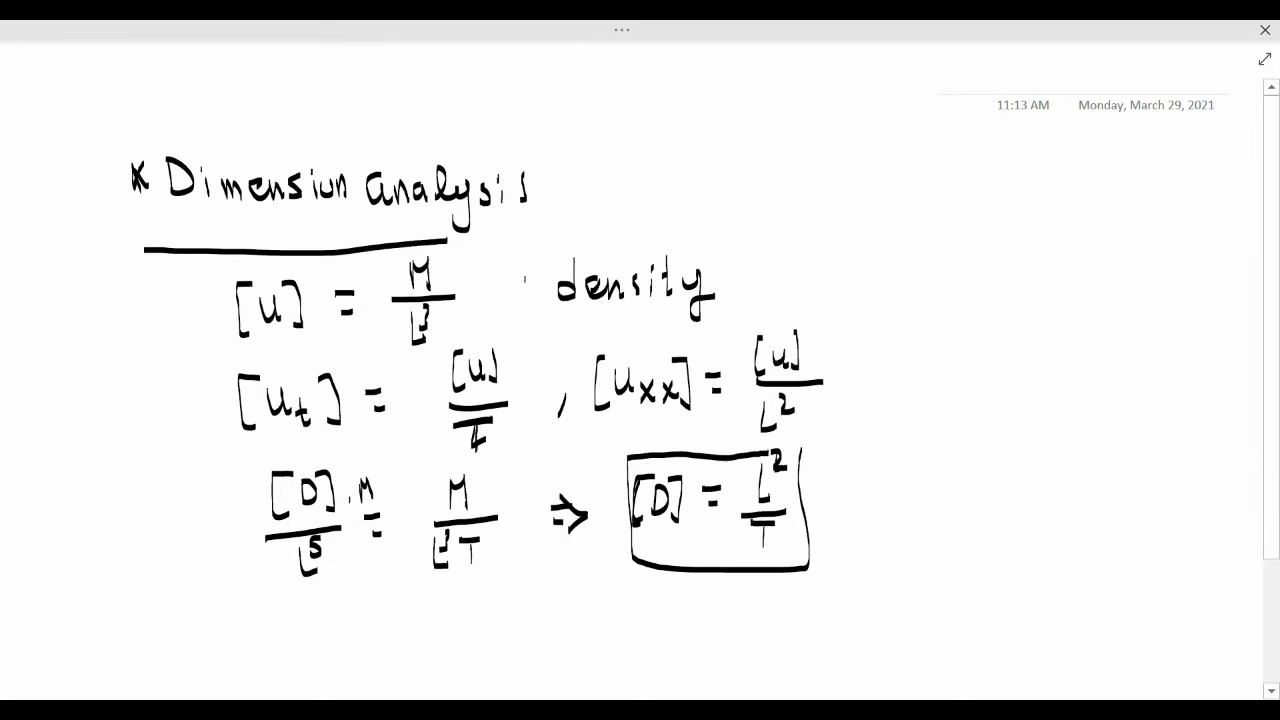 11:13 AM Monday, March 29, 2021
* Dimension analysis
[u] = M/L³ density
[u_t] = [u]/T, [u_xx] = [u]/L²
[D]/L⁵ · M = M/L³T ⇒ [D] = L²/T